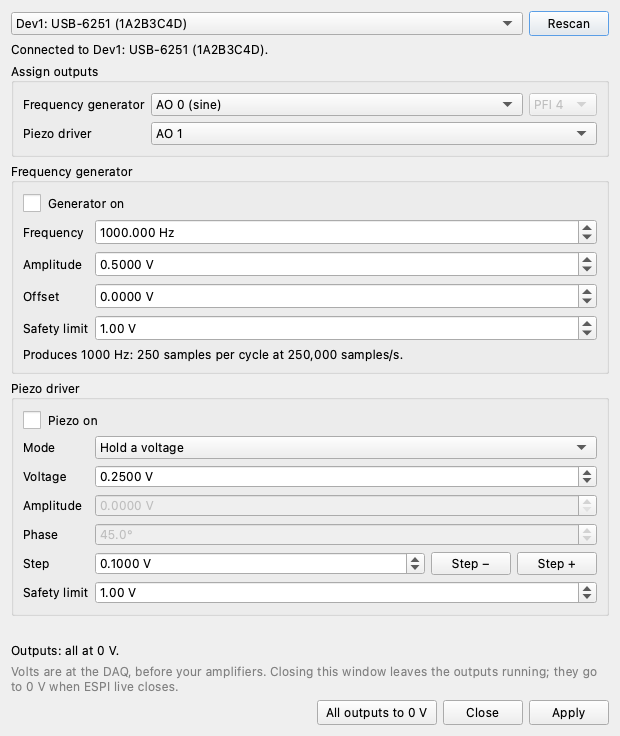 Dev1: USB-6251 (1A2B3C4D)
Rescan
Connected to Dev1: USB-6251 (1A2B3C4D).
Assign outputs
Frequency generator AO 0 (sine) PFI 4
Piezo driver AO 1
Frequency generator
Generator on
Frequency 1000.000 Hz
Amplitude 0.5000 V
Offset 0.0000 V
Safety limit 1.00 V
Produces 1000 Hz: 250 samples per cycle at 250,000 samples/s.
Piezo driver
Piezo on
Mode Hold a voltage
Voltage 0.2500 V
Amplitude 0.0000 V
Phase 45.0°
Step 0.1000 V Step – Step +
Safety limit 1.00 V
Outputs: all at 0 V.
Volts are at the DAQ, before your amplifiers. Closing this window leaves the outputs running; they go
to 0 V when ESPI live closes.
All outputs to 0 V Close Apply